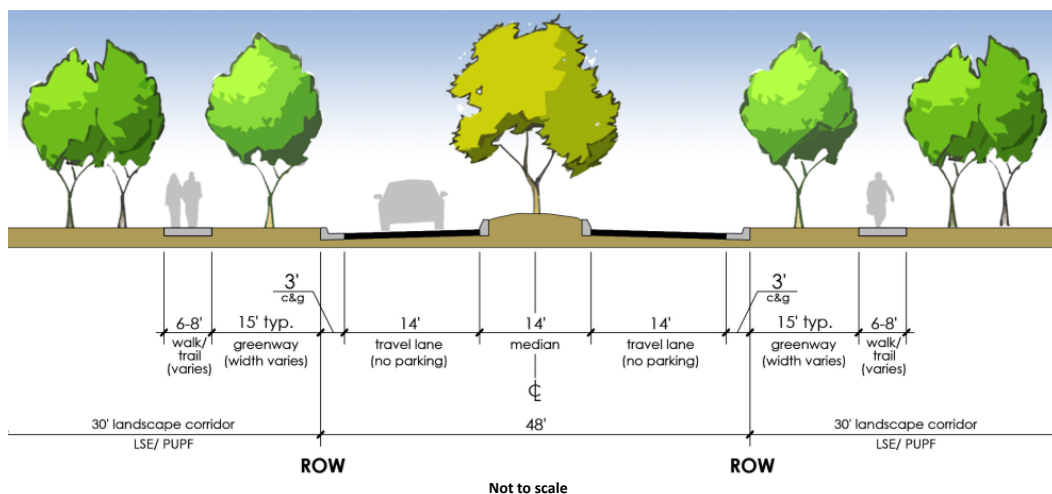 3'
c&g
3'
c&g
6-8'
15' typ.
14'
14'
14'
15' typ.
6-8'
walk/
trail
(varies)
greenway
(width varies)
travel lane
(no parking)
median
travel lane
(no parking)
greenway
(width varies)
walk/
trail
(varies)
℄
30' landscape corridor
48'
30' landscape corridor
LSE/ PUPF
LSE/ PUPF
ROW
ROW
Not to scale